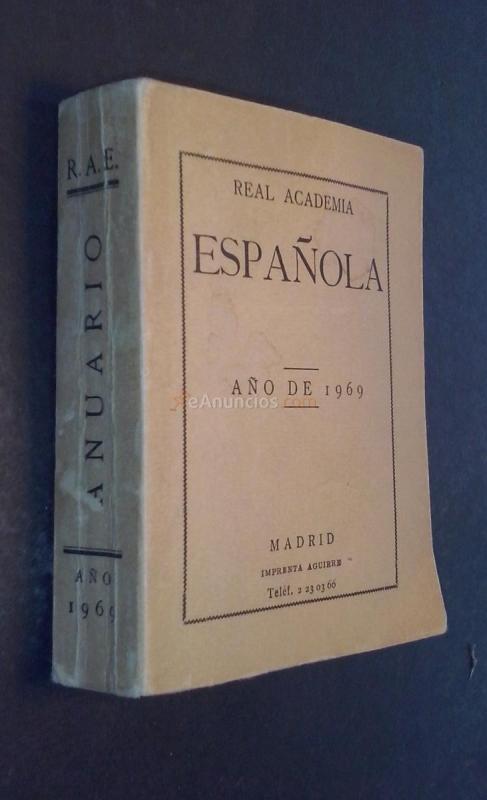 R.A.E.
ANUARIO
AÑO
1969
REAL ACADEMIA
ESPAÑOLA
AÑO DE 1969
eAnuncios.com
MADRID
IMPRENTA AGUIRRE
Teléf. 2 23 03 66